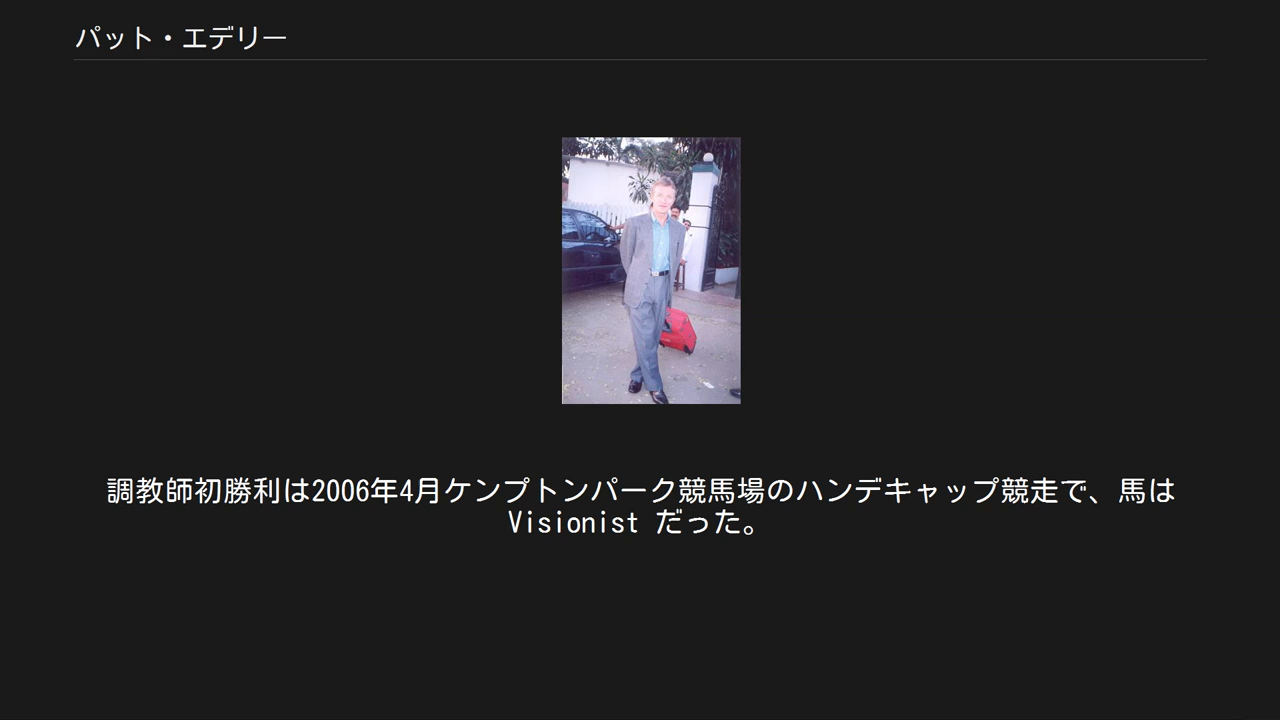 パット・エデリー
調教師初勝利は2006年4月ケンプトンパーク競馬場のハンデキャップ競走で、馬は
Visionist だった。